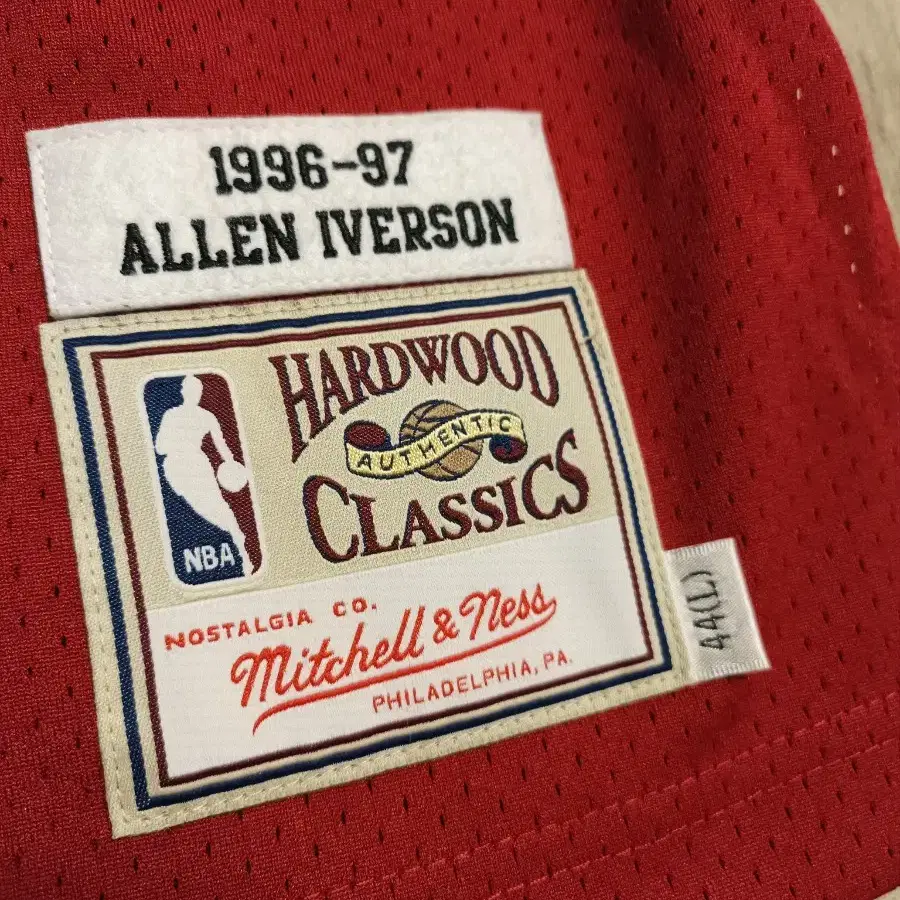 1996-97
ALLEN IVERSON
HARDWOOD
AUTHENTIC
CLASSICS
NBA
NOSTALGIA CO.
Mitchell & Ness
PHILADELPHIA, PA.
44(L)